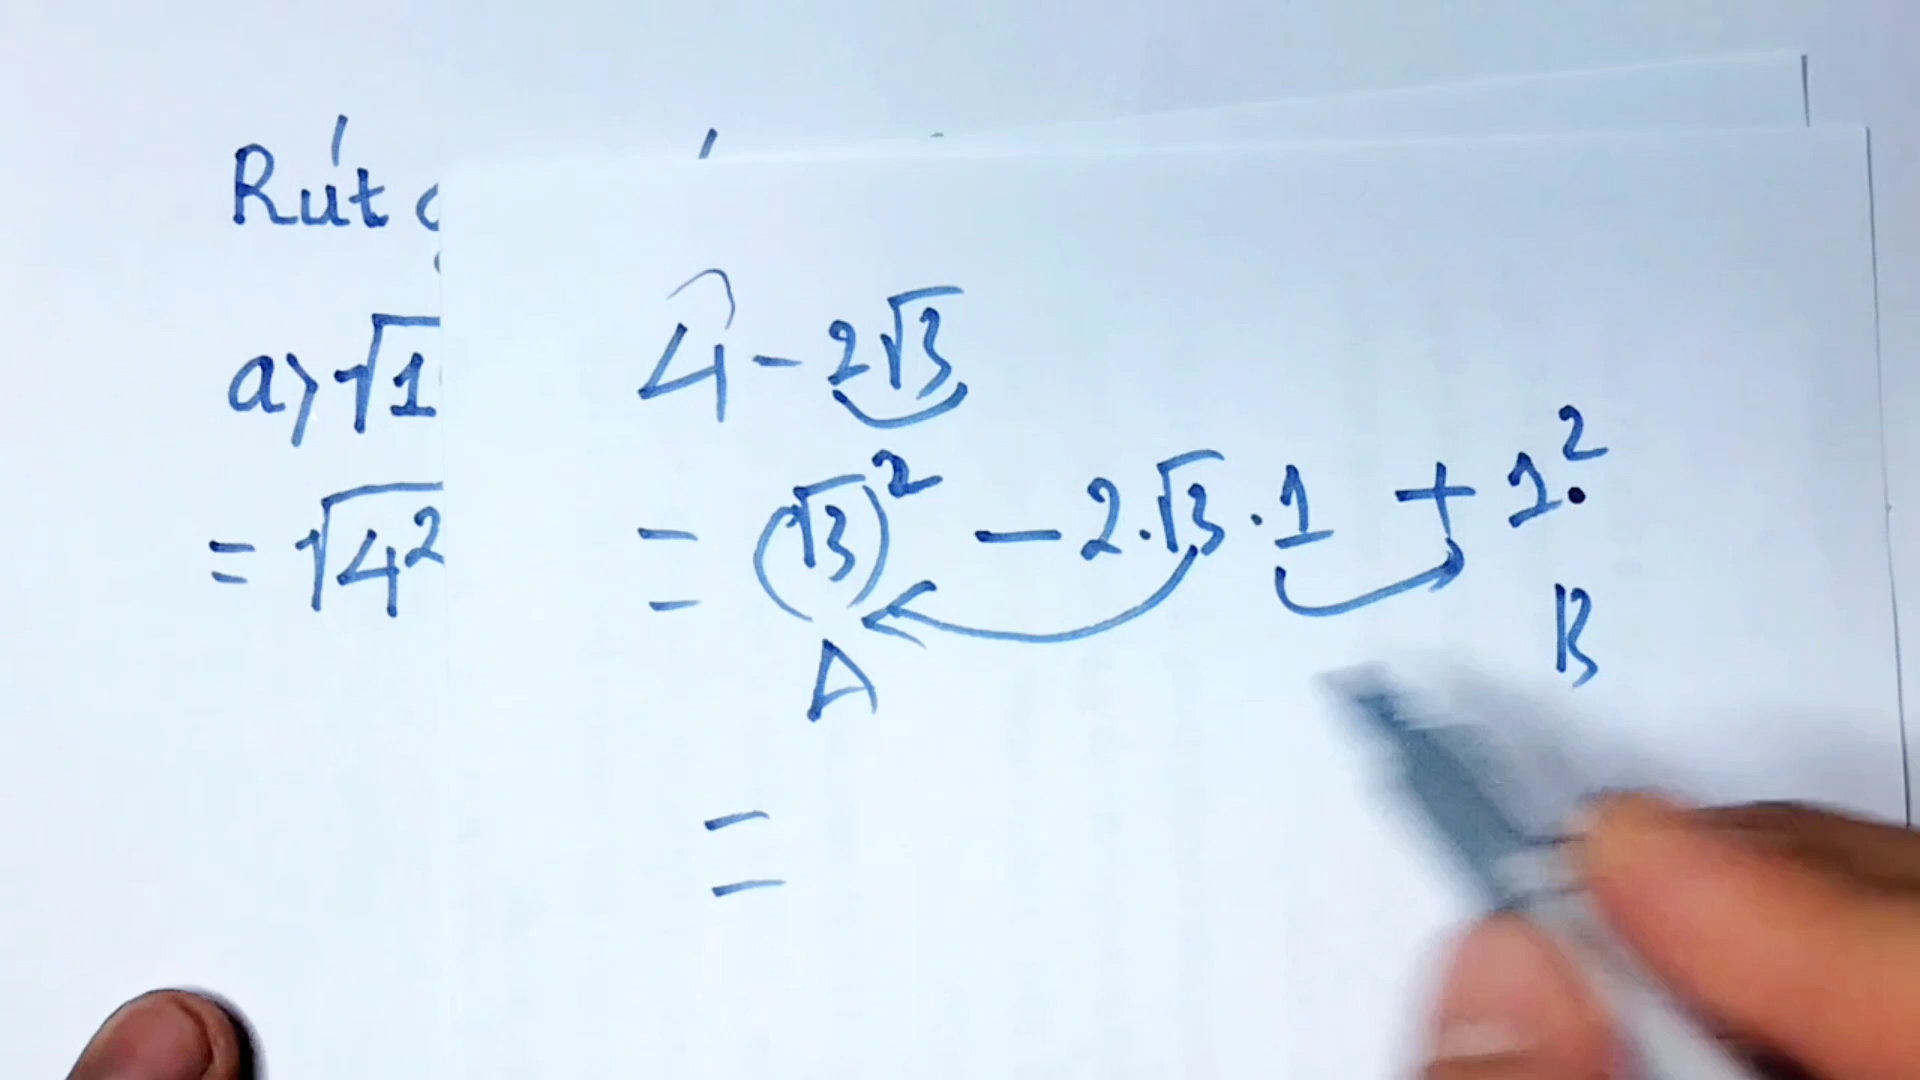 Rút
a) √1
= √4²
4 - 2√3
= (√3)² - 2.√3.1 + 1²
A
B
=